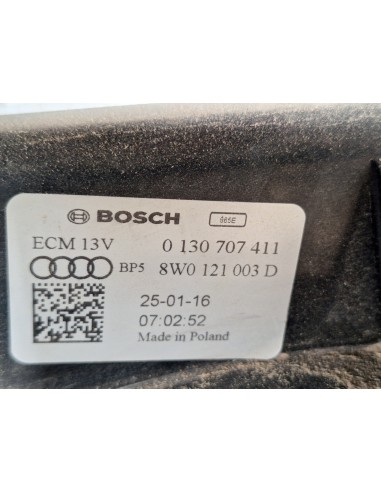 BOSCH 865E
ECM 13V 0 130 707 411
BP5 8W0 121 003 D
25-01-16
07:02:52
Made in Poland